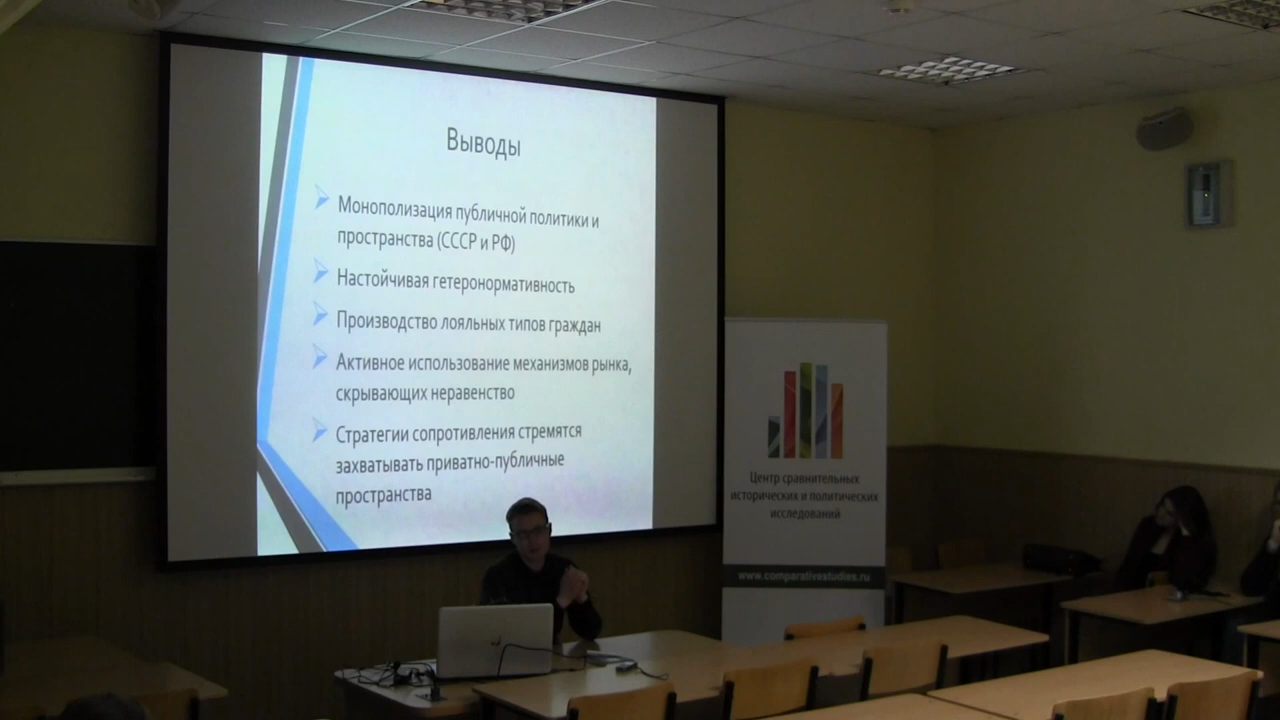 Выводы
Монополизация публичной политики и
пространства (СССР и РФ)
Настойчивая гетеронормативность
Производство лояльных типов граждан
Активное использование механизмов рынка,
скрывающих неравенство
Стратегии сопротивления стремятся
захватывать приватно-публичные
пространства
Центр сравнительных
исторических и политических
исследований
www.comparativestudies.ru